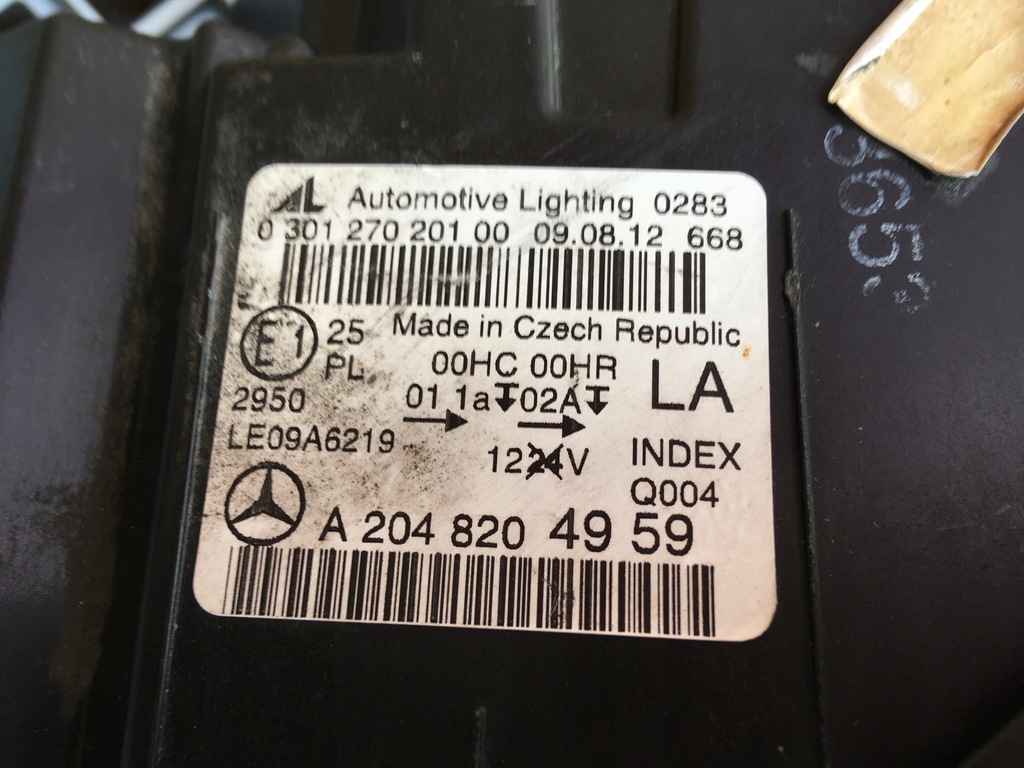 AL Automotive Lighting 0283
0 301 270 201 00 09.08.12 668
Made in Czech Republic
E1 25
PL 00HC 00HR
LA
2950 01 1a 02A
LE09A6219
1224V
INDEX
Q004
A 204 820 49 59